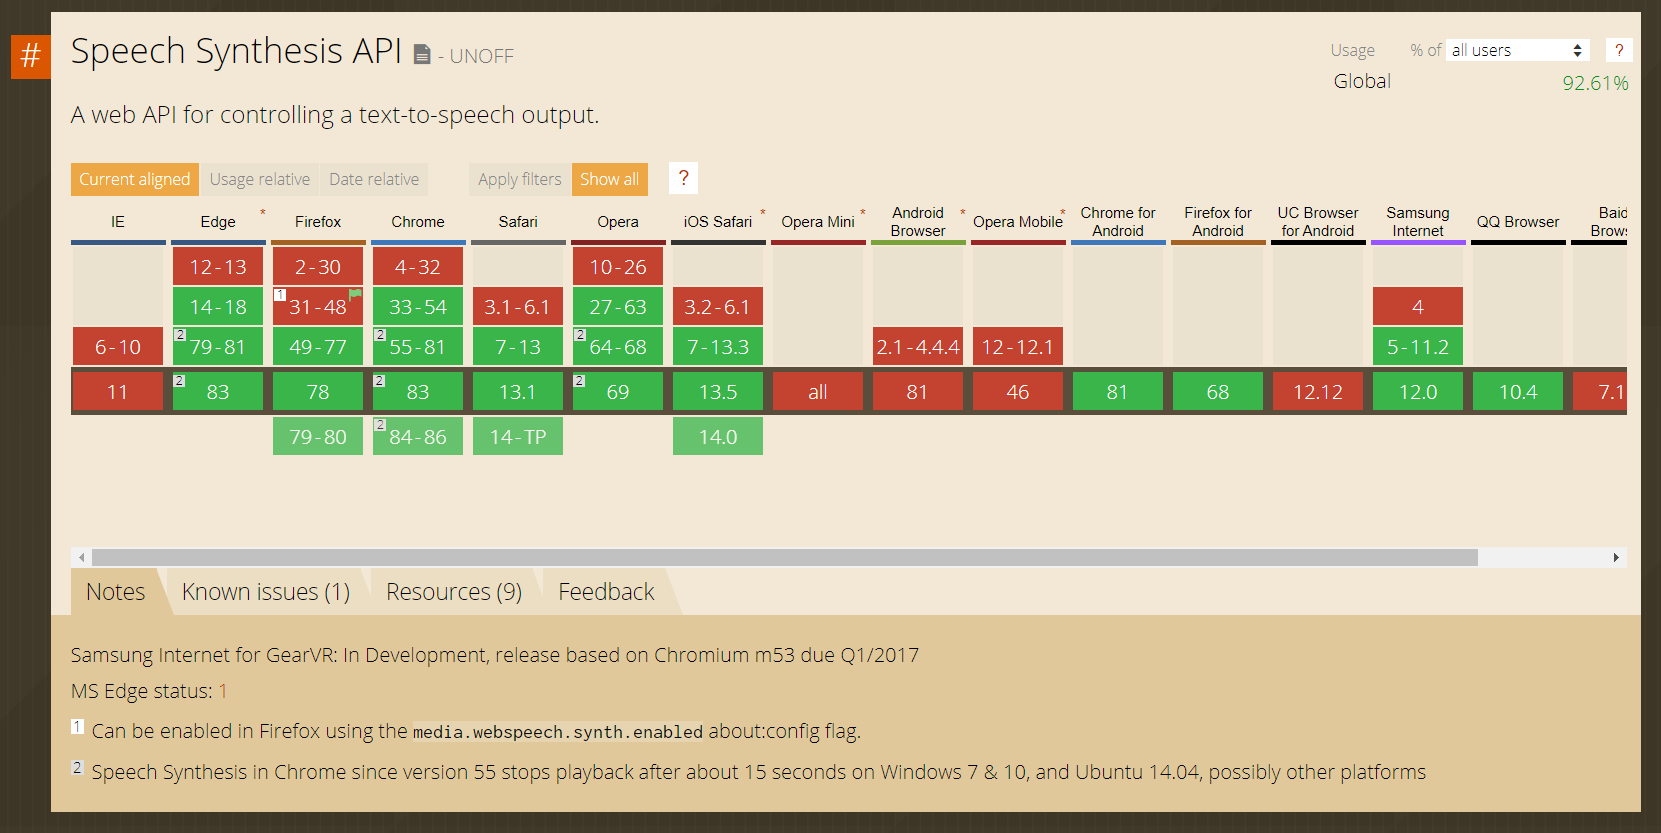 #
Speech Synthesis API - UNOFF
Usage % of all users ?
Global 92.61%
A web API for controlling a text-to-speech output.
Current aligned Usage relative Date relative Apply filters Show all ?
IE Edge * Firefox Chrome Safari Opera iOS Safari * Opera Mini * Android Browser * Opera Mobile * Chrome for Android Firefox for Android UC Browser for Android Samsung Internet QQ Browser Baid Brows
12-13 2-30 4-32 10-26
14-18 1 31-48 33-54 3.1-6.1 27-63 3.2-6.1 4
6-10 2 79-81 49-77 2 55-81 7-13 2 64-68 7-13.3 2.1-4.4.4 12-12.1 5-11.2
11 2 83 78 2 83 13.1 2 69 13.5 all 81 46 81 68 12.12 12.0 10.4 7.1
79-80 2 84-86 14-TP 14.0
Notes Known issues (1) Resources (9) Feedback
Samsung Internet for GearVR: In Development, release based on Chromium m53 due Q1/2017
MS Edge status: 1
1 Can be enabled in Firefox using the media.webspeech.synth.enabled about:config flag.
2 Speech Synthesis in Chrome since version 55 stops playback after about 15 seconds on Windows 7 & 10, and Ubuntu 14.04, possibly other platforms